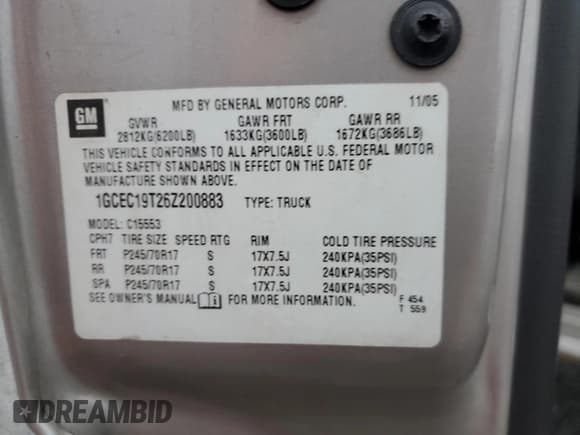 GM
MFD BY GENERAL MOTORS CORP. 11/05
GVWR GAWR FRT GAWR RR
2812KG(6200LB) 1633KG(3600LB) 1672KG(3686LB)
THIS VEHICLE CONFORMS TO ALL APPLICABLE U.S. FEDERAL MOTOR
VEHICLE SAFETY STANDARDS IN EFFECT ON THE DATE OF
MANUFACTURE SHOWN ABOVE.
1GCEC19T26Z200883 TYPE: TRUCK
MODEL: C15553
CPH7 TIRE SIZE SPEED RTG RIM COLD TIRE PRESSURE
FRT P245/70R17 S 17X7.5J 240KPA(35PSI)
RR P245/70R17 S 17X7.5J 240KPA(35PSI)
SPA P245/70R17 S 17X7.5J 240KPA(35PSI)
SEE OWNER'S MANUAL FOR MORE INFORMATION.
F 454
T 559
DREAMBID